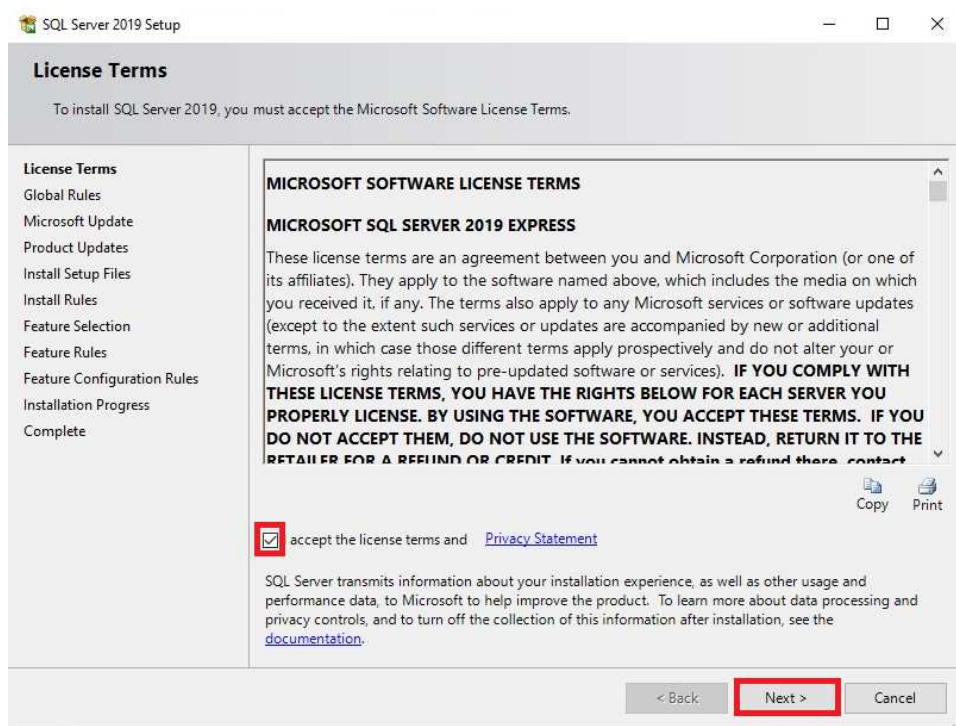 SQL Server 2019 Setup
License Terms
To install SQL Server 2019, you must accept the Microsoft Software License Terms.
License Terms
Global Rules
Microsoft Update
Product Updates
Install Setup Files
Install Rules
Feature Selection
Feature Rules
Feature Configuration Rules
Installation Progress
Complete
MICROSOFT SOFTWARE LICENSE TERMS
MICROSOFT SQL SERVER 2019 EXPRESS
These license terms are an agreement between you and Microsoft Corporation (or one of
its affiliates). They apply to the software named above, which includes the media on which
you received it, if any. The terms also apply to any Microsoft services or software updates
(except to the extent such services or updates are accompanied by new or additional
terms, in which case those different terms apply prospectively and do not alter your or
Microsoft's rights relating to pre-updated software or services). IF YOU COMPLY WITH
THESE LICENSE TERMS, YOU HAVE THE RIGHTS BELOW FOR EACH SERVER YOU
PROPERLY LICENSE. BY USING THE SOFTWARE, YOU ACCEPT THESE TERMS. IF YOU
DO NOT ACCEPT THEM, DO NOT USE THE SOFTWARE. INSTEAD, RETURN IT TO THE
RETAILER FOR A REFUND OR CREDIT. If you cannot obtain a refund there, contact
Copy Print
accept the license terms and Privacy Statement
SQL Server transmits information about your installation experience, as well as other usage and
performance data, to Microsoft to help improve the product. To learn more about data processing and
privacy controls, and to turn off the collection of this information after installation, see the
documentation.
< Back Next > Cancel